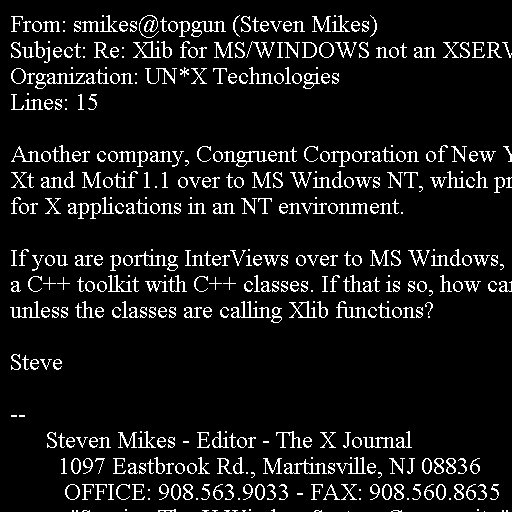 From: smikes@topgun (Steven Mikes)
Subject: Re: Xlib for MS/WINDOWS not an XSERV
Organization: UN*X Technologies
Lines: 15
Another company, Congruent Corporation of New Y
Xt and Motif 1.1 over to MS Windows NT, which pr
for X applications in an NT environment.
If you are porting InterViews over to MS Windows,
a C++ toolkit with C++ classes. If that is so, how can
unless the classes are calling Xlib functions?
Steve
--
Steven Mikes - Editor - The X Journal
1097 Eastbrook Rd., Martinsville, NJ 08836
OFFICE: 908.563.9033 - FAX: 908.560.8635